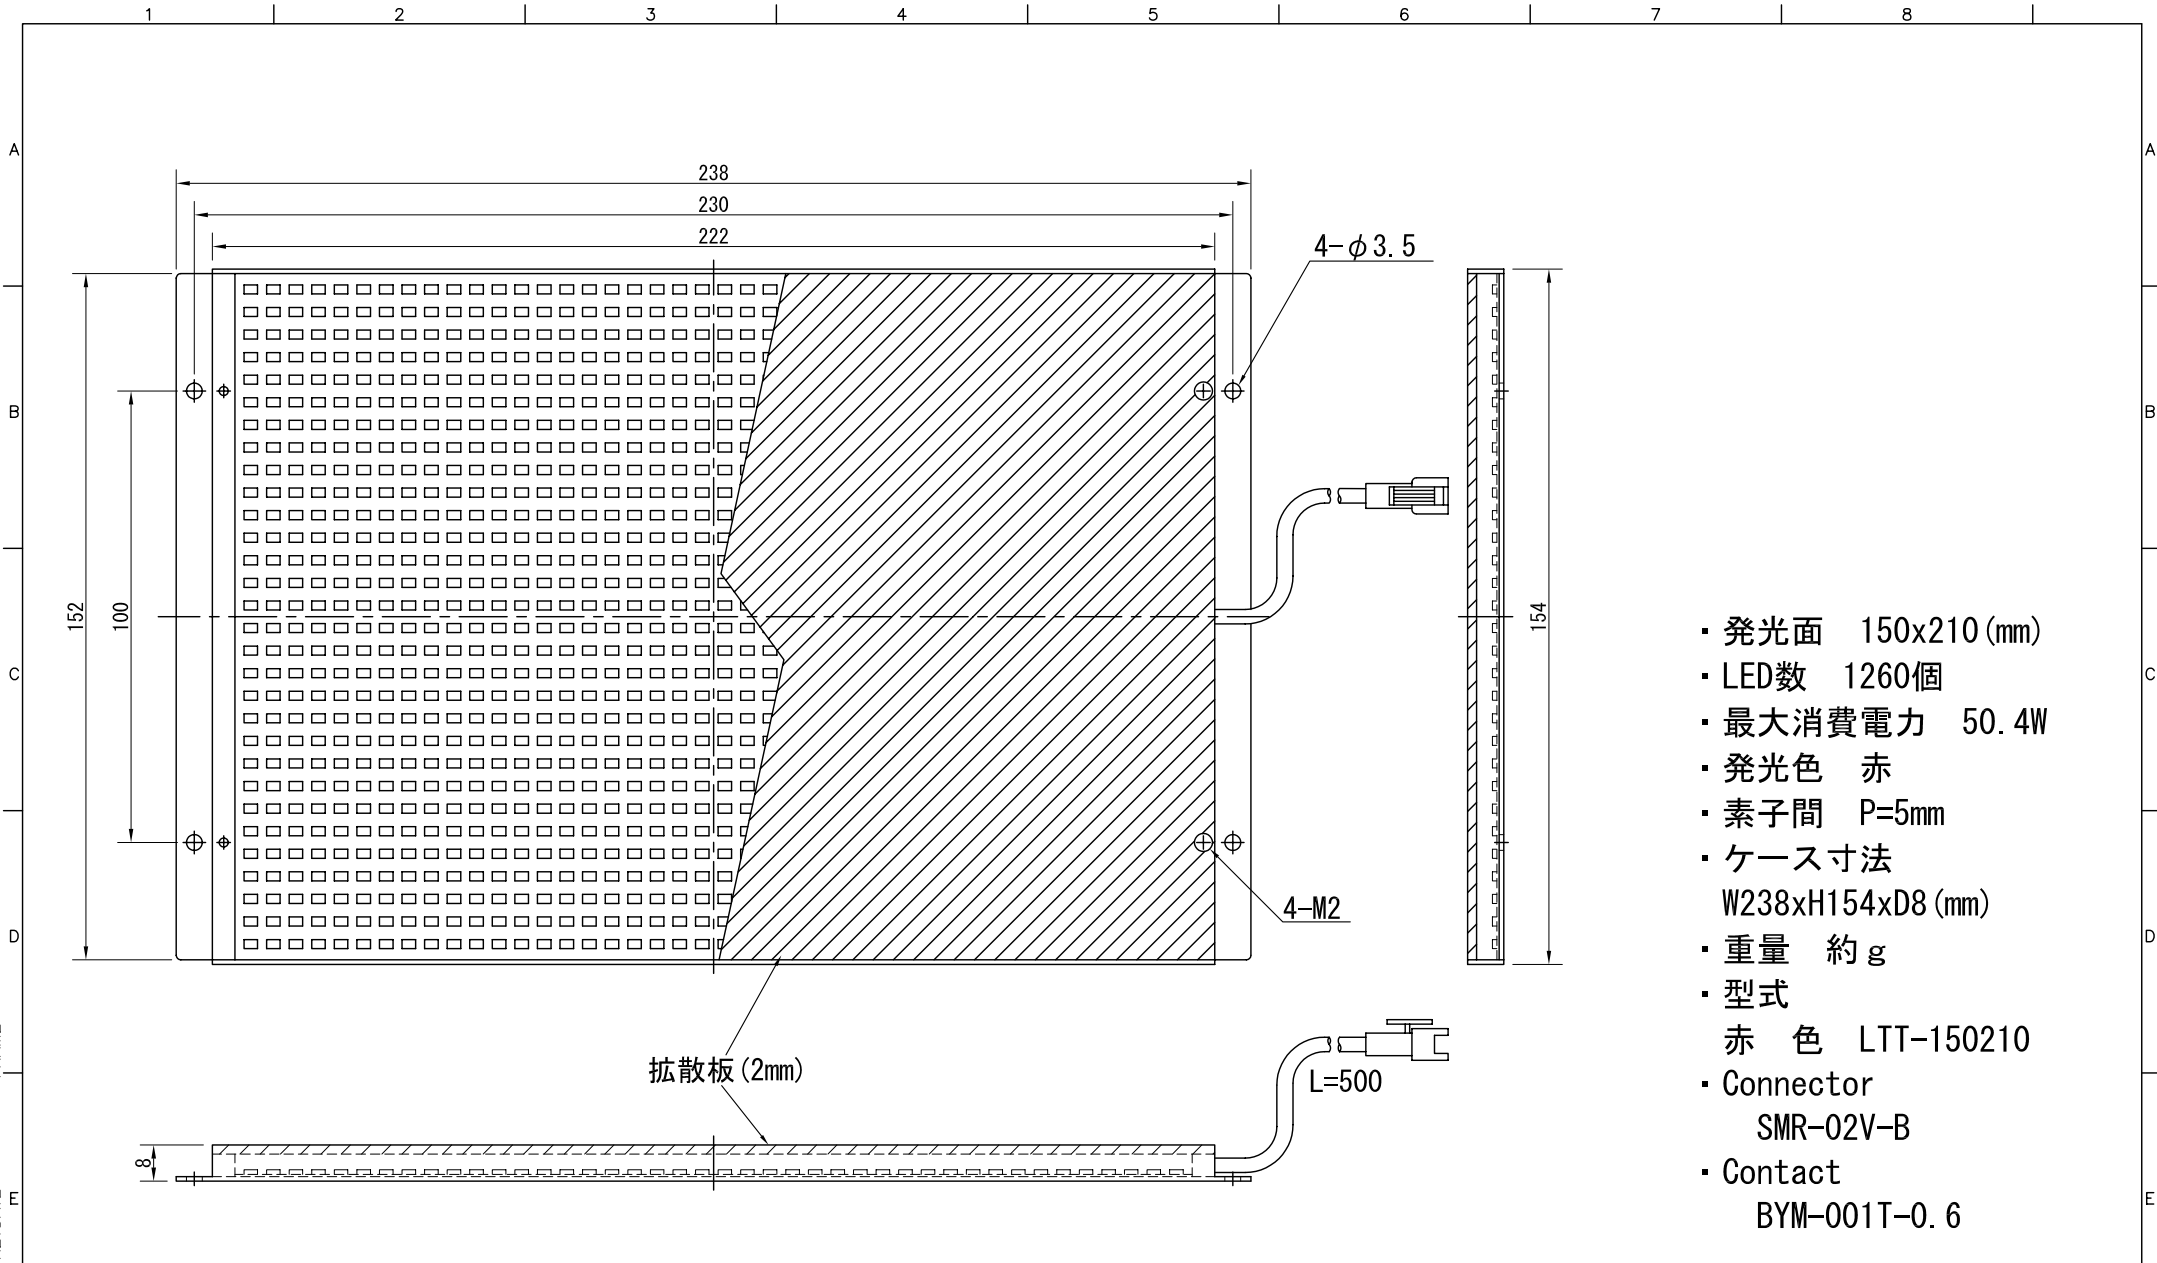 1 2 3 4 5 6 7 8
A A
238
230
222
4-φ3.5
B B
152
100
154
C C
4-M2
D D
拡散板(2mm)
L=500
8
E E
・発光面　150x210(mm)
・LED数　1260個
・最大消費電力　50.4W
・発光色　赤
・素子間　P=5mm
・ケース寸法
W238xH154xD8(mm)
・重量　約g
・型式
赤　色　LTT-150210
・Connector
SMR-02V-B
・Contact
BYM-001T-0.6